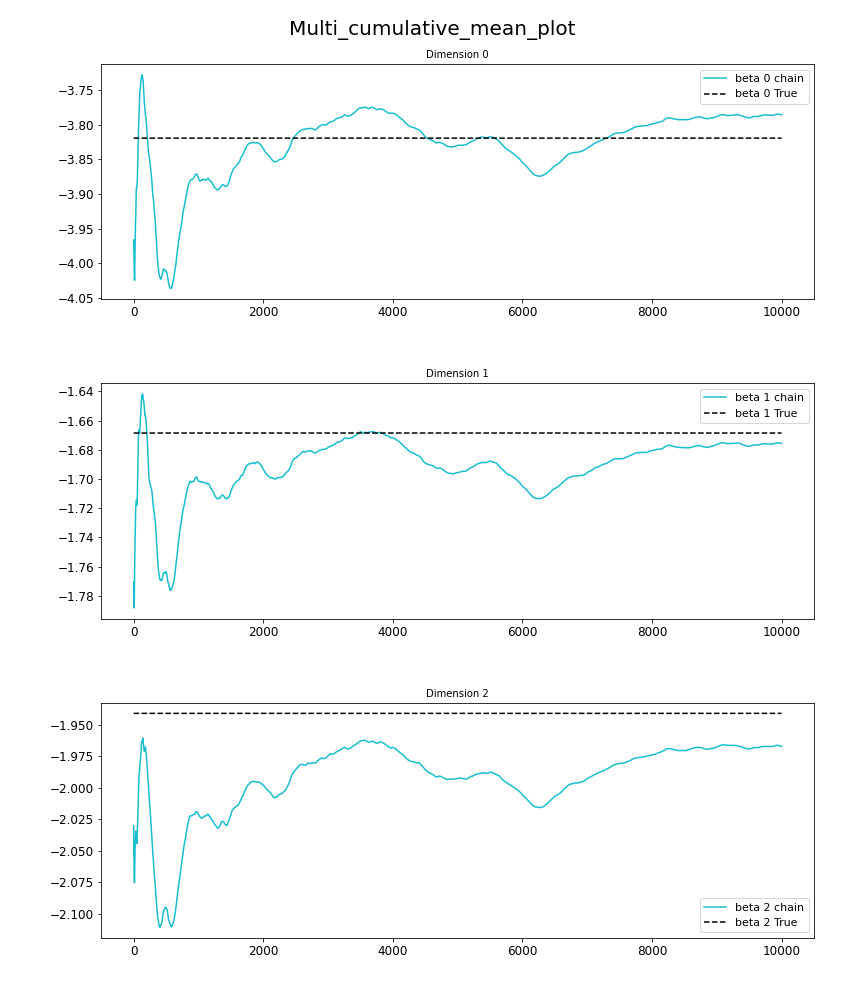 Multi_cumulative_mean_plot
Dimension 0
−3.75
−3.80
−3.85
−3.90
−3.95
−4.00
−4.05
beta 0 chain
beta 0 True
0 2000 4000 6000 8000 10000
Dimension 1
−1.64
−1.66
−1.68
−1.70
−1.72
−1.74
−1.76
−1.78
beta 1 chain
beta 1 True
0 2000 4000 6000 8000 10000
Dimension 2
−1.950
−1.975
−2.000
−2.025
−2.050
−2.075
−2.100
beta 2 chain
beta 2 True
0 2000 4000 6000 8000 10000